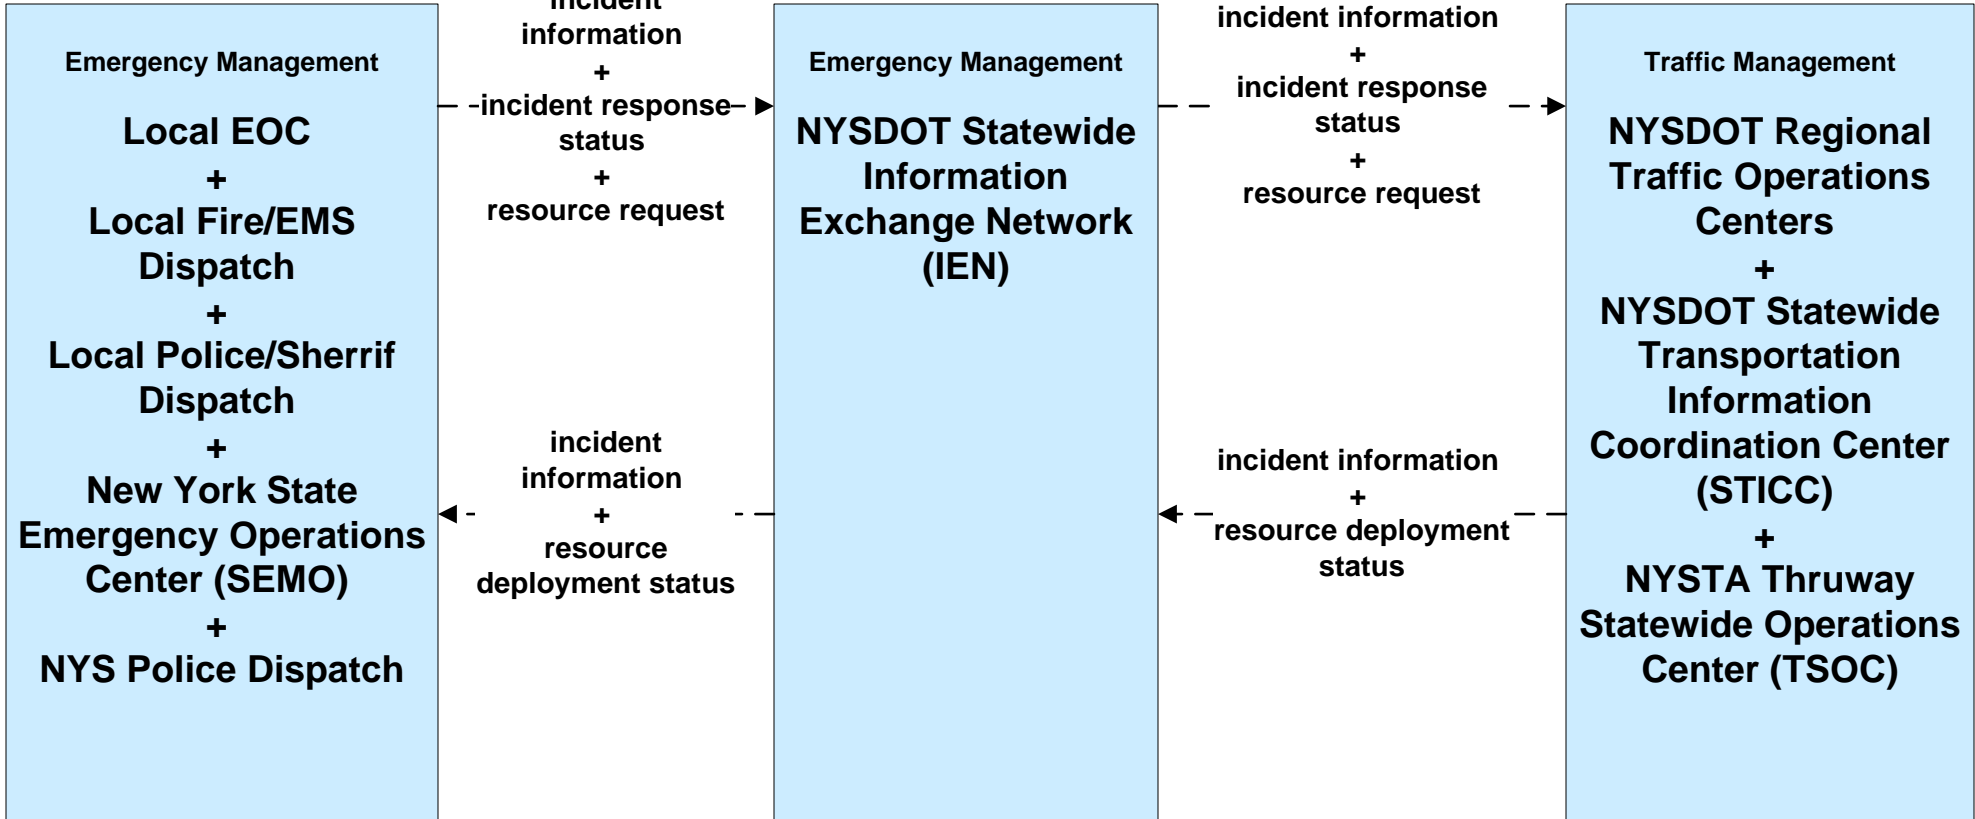 Emergency Management
Local EOC
+
Local Fire/EMS
Dispatch
+
Local Police/Sherrif
Dispatch
+
New York State
Emergency Operations
Center (SEMO)
+
NYS Police Dispatch
incident
information
+
incident response
status
+
resource request
incident
information
+
resource
deployment status
Emergency Management
NYSDOT Statewide
Information
Exchange Network
(IEN)
incident information
+
incident response
status
+
resource request
incident information
+
resource deployment
status
Traffic Management
NYSDOT Regional
Traffic Operations
Centers
+
NYSDOT Statewide
Transportation
Information
Coordination Center
(STICC)
+
NYSTA Thruway
Statewide Operations
Center (TSOC)